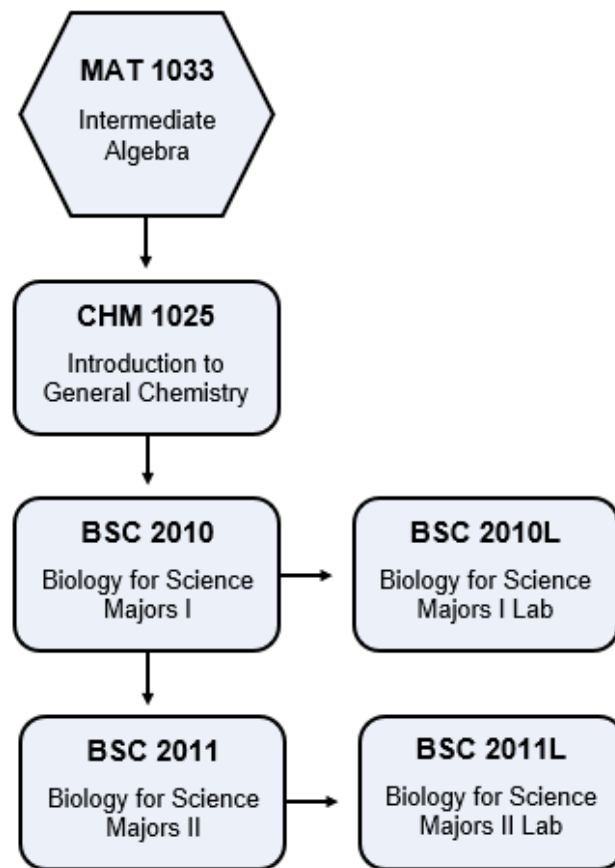 MAT 1033
Intermediate
Algebra
CHM 1025
Introduction to
General Chemistry
BSC 2010
Biology for Science
Majors I
BSC 2010L
Biology for Science
Majors I Lab
BSC 2011
Biology for Science
Majors II
BSC 2011L
Biology for Science
Majors II Lab